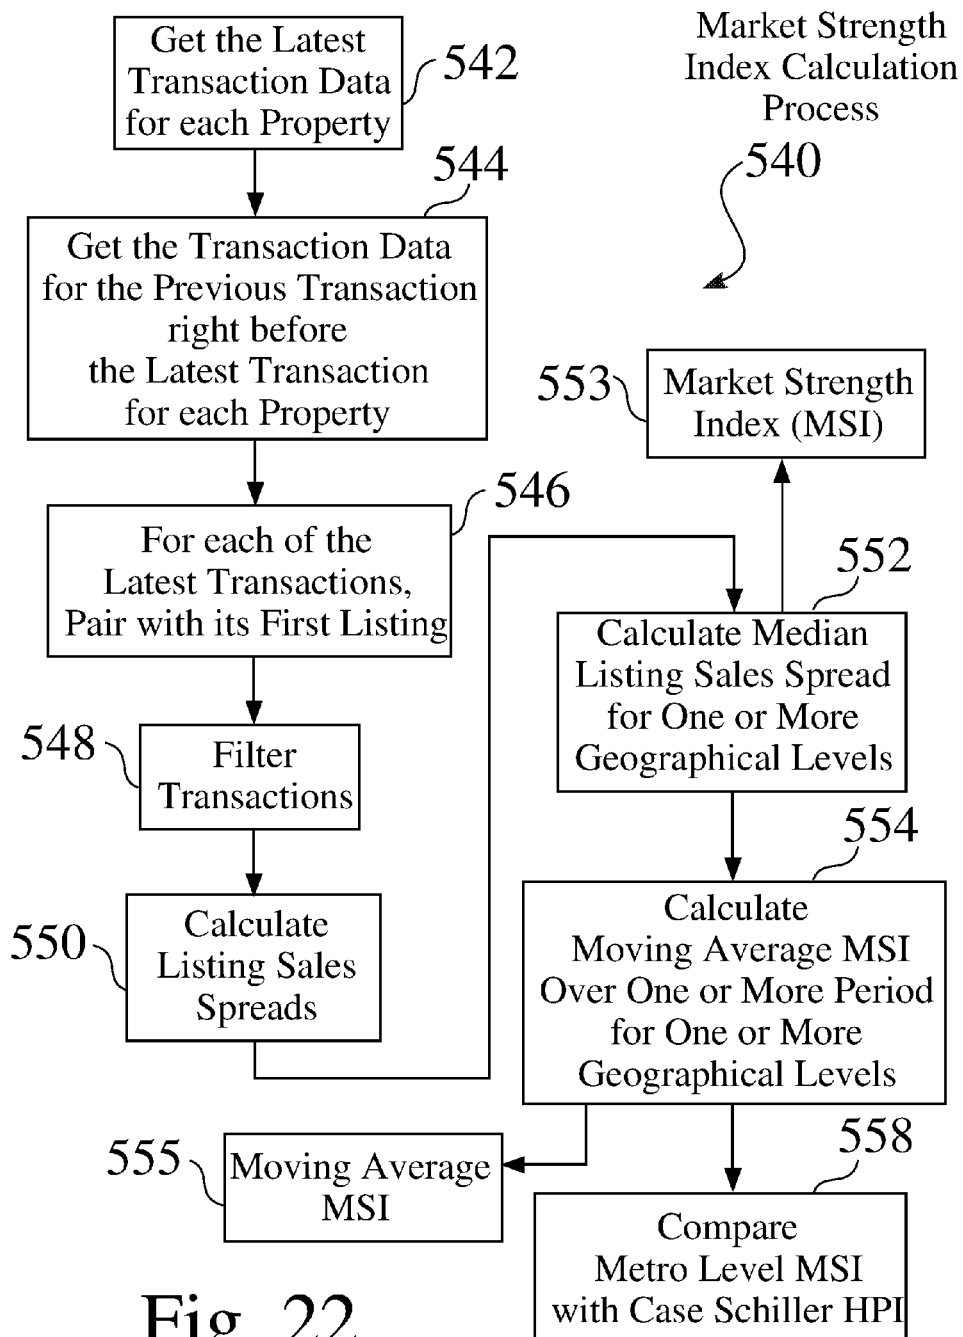 Get the Latest
Transaction Data
for each Property
542
Market Strength
Index Calculation
Process
540
544
Get the Transaction Data
for the Previous Transaction
right before
the Latest Transaction
for each Property
546
For each of the
Latest Transactions,
Pair with its First Listing
548
Filter
Transactions
550
Calculate
Listing Sales
Spreads
553
Market Strength
Index (MSI)
552
Calculate Median
Listing Sales Spread
for One or More
Geographical Levels
554
Calculate
Moving Average MSI
Over One or More Period
for One or More
Geographical Levels
555
Moving Average
MSI
558
Compare
Metro Level MSI
with Case Schiller HPI
Fig. 22